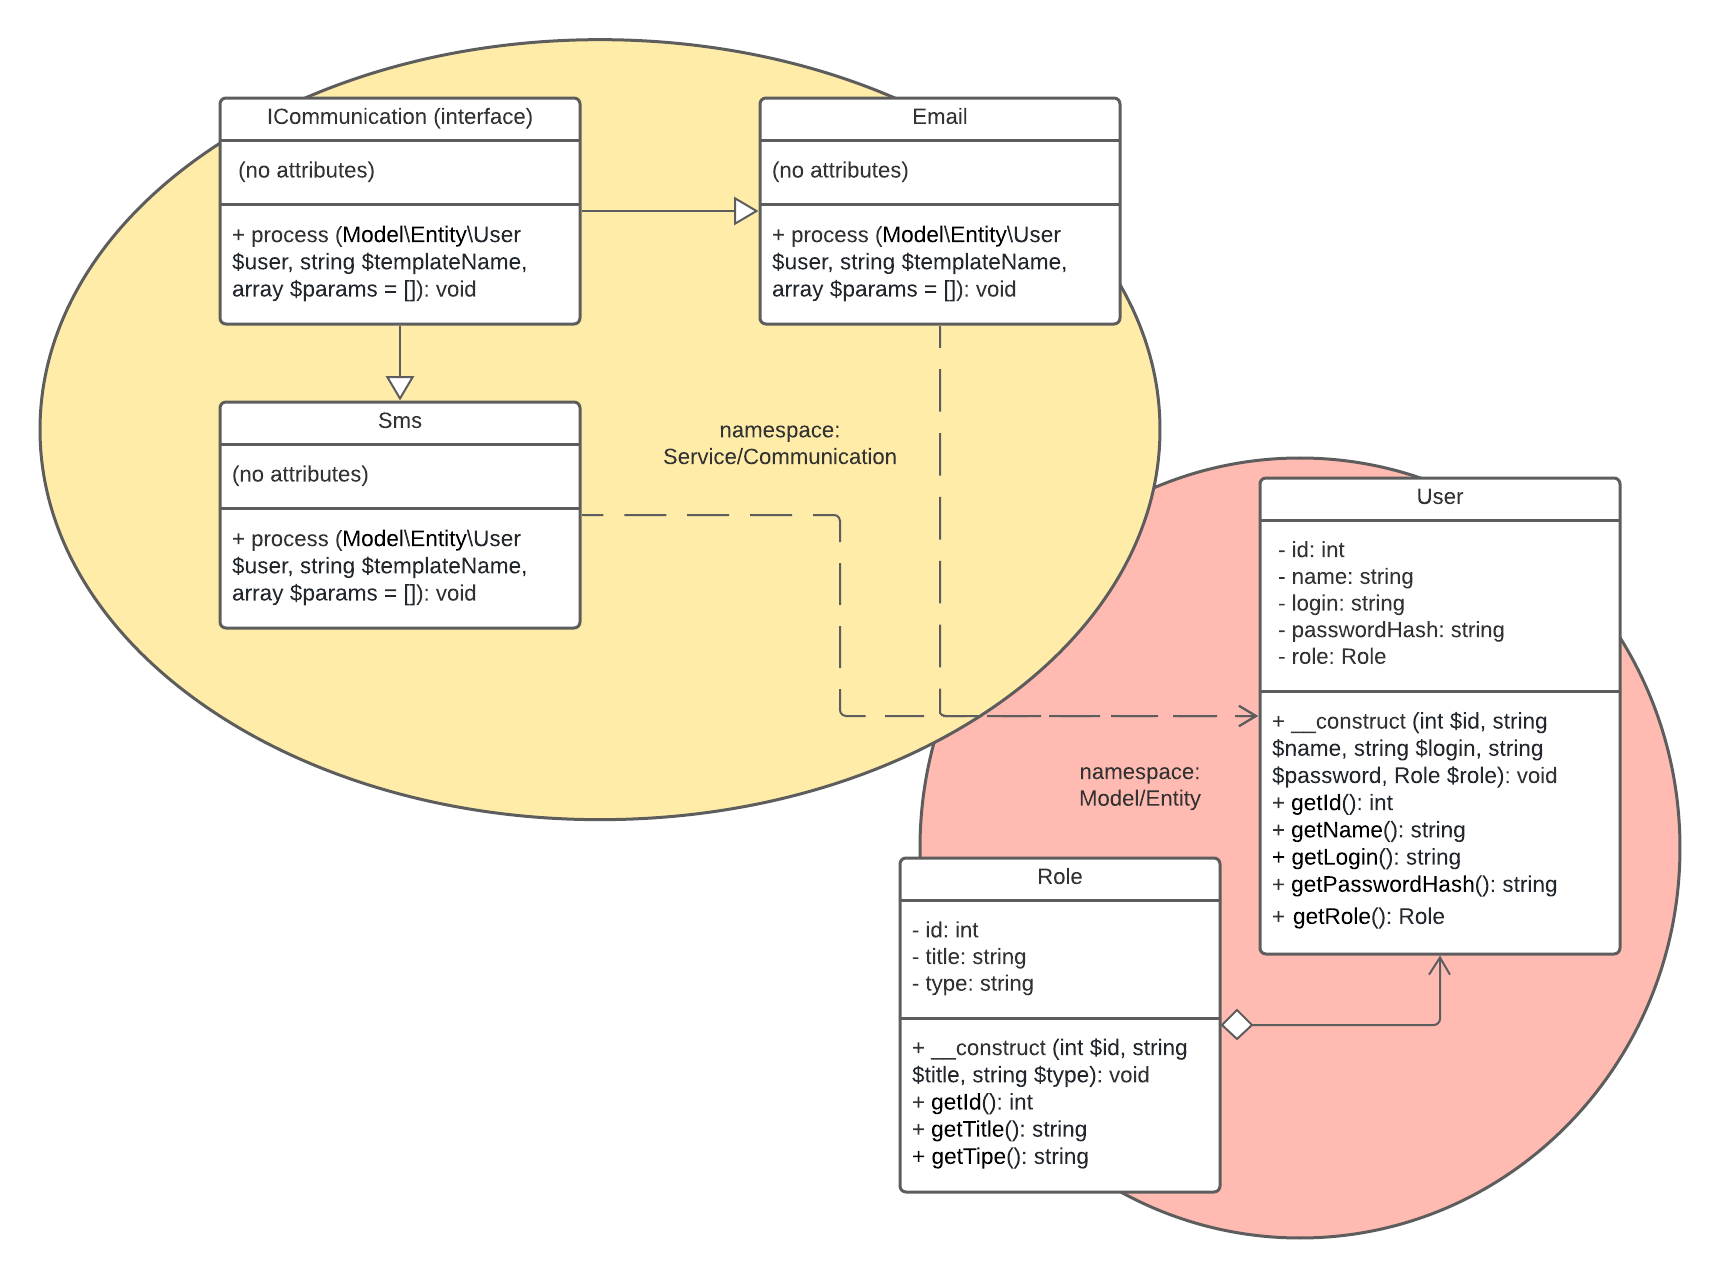 ICommunication (interface)
(no attributes)
+ process (Model\Entity\User
$user, string $templateName,
array $params = []): void
Email
(no attributes)
+ process (Model\Entity\User
$user, string $templateName,
array $params = []): void
Sms
(no attributes)
+ process (Model\Entity\User
$user, string $templateName,
array $params = []): void
namespace:
Service/Communication
User
- id: int
- name: string
- login: string
- passwordHash: string
- role: Role
+ __construct (int $id, string
$name, string $login, string
$password, Role $role): void
+ getId(): int
+ getName(): string
+ getLogin(): string
+ getPasswordHash(): string
+ getRole(): Role
namespace:
Model/Entity
Role
- id: int
- title: string
- type: string
+ __construct (int $id, string
$title, string $type): void
+ getId(): int
+ getTitle(): string
+ getTipe(): string